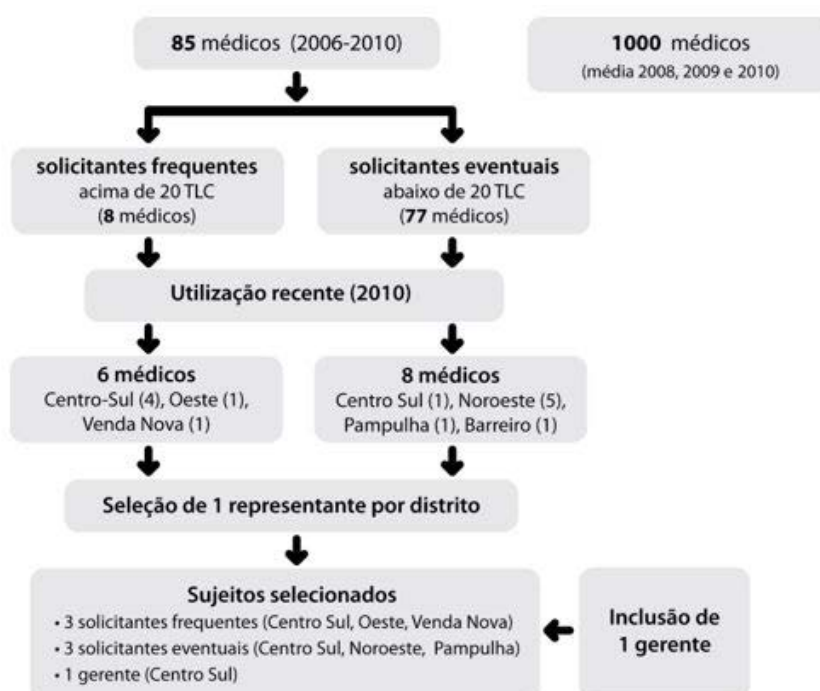 85 médicos (2006-2010)
1000 médicos
(média 2008, 2009 e 2010)
solicitantes frequentes
acima de 20 TLC
(8 médicos)
solicitantes eventuais
abaixo de 20 TLC
(77 médicos)
Utilização recente (2010)
6 médicos
Centro-Sul (4), Oeste (1),
Venda Nova (1)
8 médicos
Centro Sul (1), Noroeste (5),
Pampulha (1), Barreiro (1)
Seleção de 1 representante por distrito
Sujeitos selecionados
• 3 solicitantes frequentes (Centro Sul, Oeste, Venda Nova)
• 3 solicitantes eventuais (Centro Sul, Noroeste, Pampulha)
• 1 gerente (Centro Sul)
Inclusão de
1 gerente